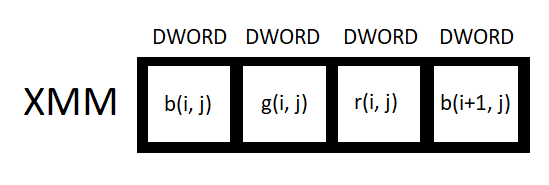 DWORD DWORD DWORD DWORD
XMM b(i, j) g(i, j) r(i, j) b(i+1, j)